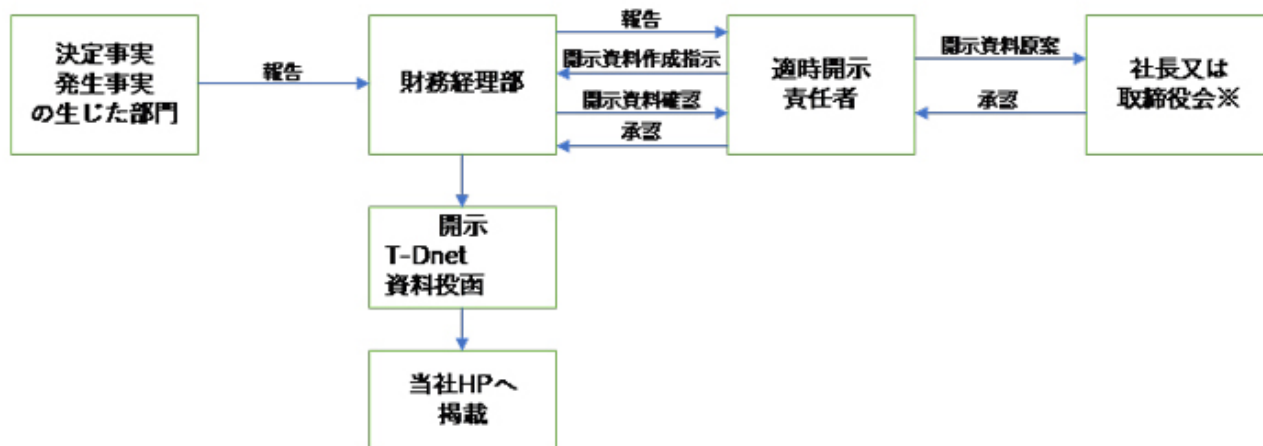 決定事実
発生事実
の生じた部門
報告
財務経理部
報告
開示資料作成指示
開示資料確認
承認
適時開示
責任者
開示資料原案
承認
社長又は
取締役会※
開示
T-Dnet
資料投函
当社HPへ
掲載